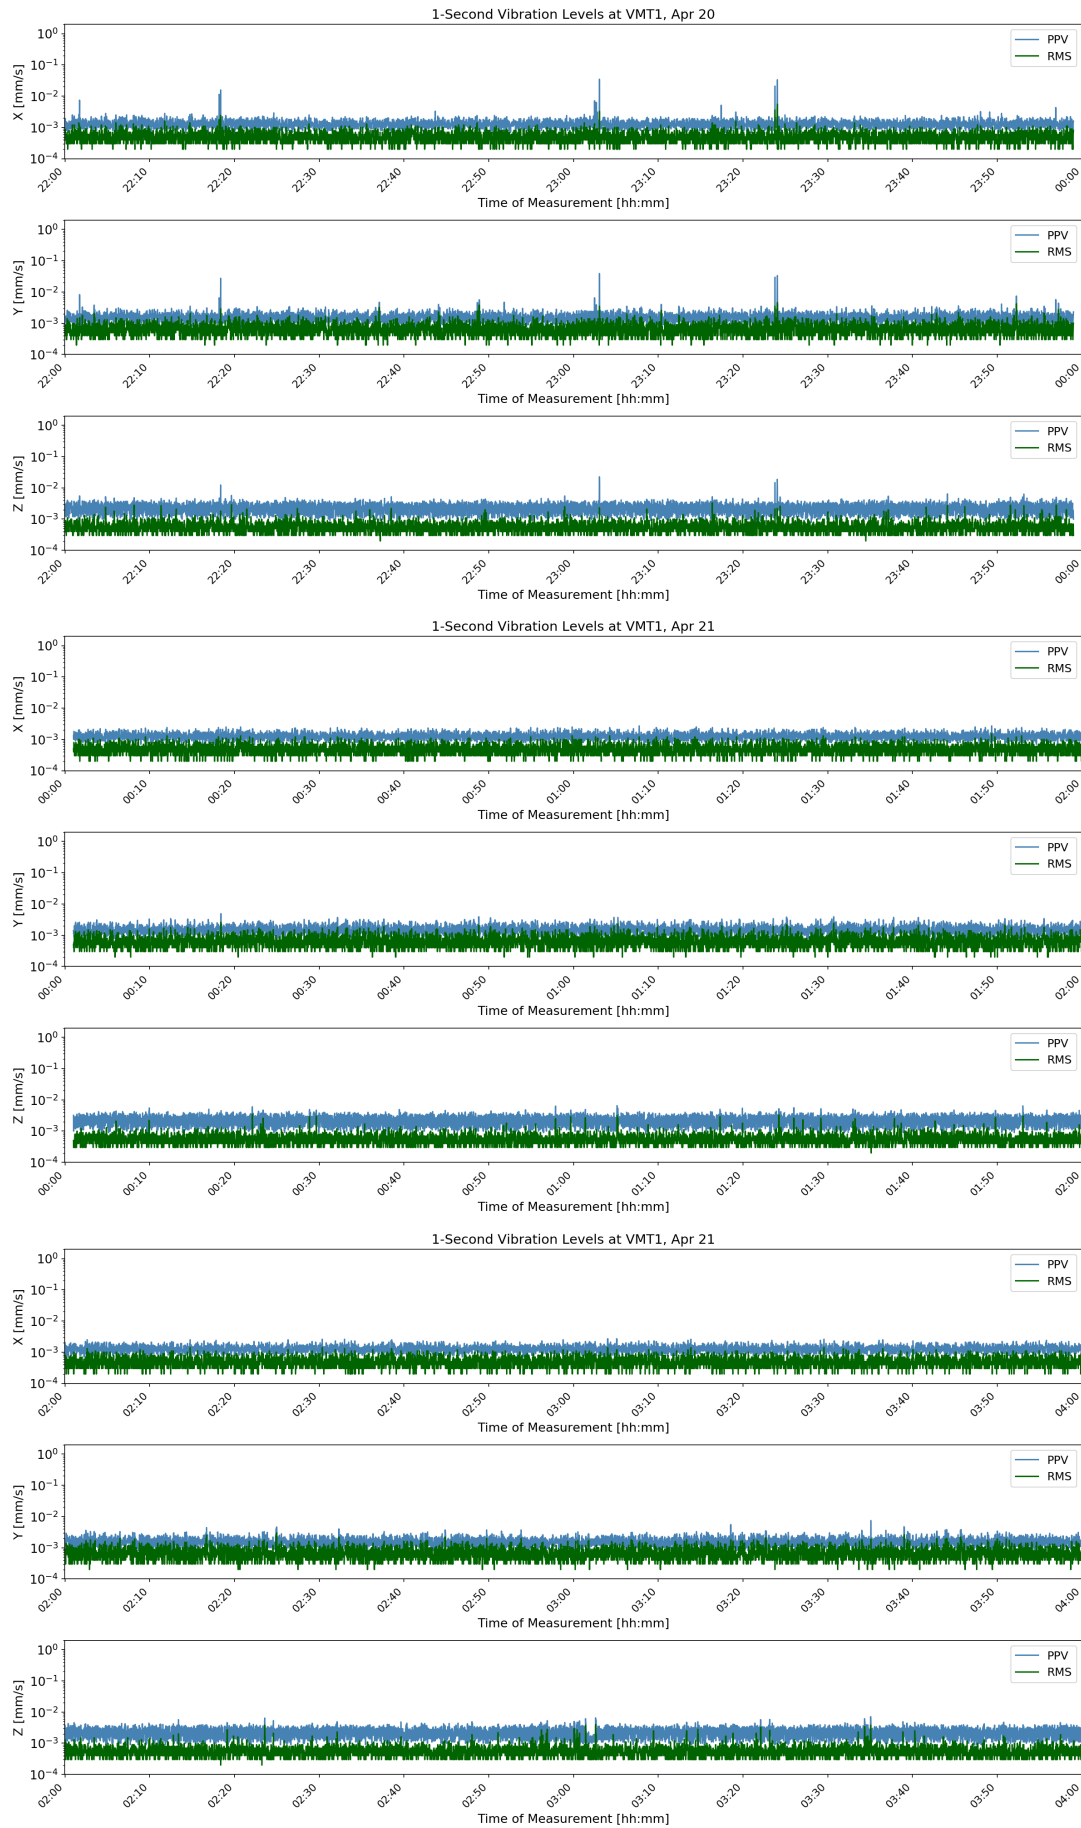 1-Second Vibration Levels at VMT1, Apr 20
10⁰
10⁻¹
10⁻²
10⁻³
10⁻⁴
X [mm/s]
PPV
RMS
22:00 22:10 22:20 22:30 22:40 22:50 23:00 23:10 23:20 23:30 23:40 23:50 00:00
Time of Measurement [hh:mm]
10⁰
10⁻¹
10⁻²
10⁻³
10⁻⁴
Y [mm/s]
PPV
RMS
22:00 22:10 22:20 22:30 22:40 22:50 23:00 23:10 23:20 23:30 23:40 23:50 00:00
Time of Measurement [hh:mm]
10⁰
10⁻¹
10⁻²
10⁻³
10⁻⁴
Z [mm/s]
PPV
RMS
22:00 22:10 22:20 22:30 22:40 22:50 23:00 23:10 23:20 23:30 23:40 23:50 00:00
Time of Measurement [hh:mm]
1-Second Vibration Levels at VMT1, Apr 21
10⁰
10⁻¹
10⁻²
10⁻³
10⁻⁴
X [mm/s]
PPV
RMS
00:00 00:10 00:20 00:30 00:40 00:50 01:00 01:10 01:20 01:30 01:40 01:50 02:00
Time of Measurement [hh:mm]
10⁰
10⁻¹
10⁻²
10⁻³
10⁻⁴
Y [mm/s]
PPV
RMS
00:00 00:10 00:20 00:30 00:40 00:50 01:00 01:10 01:20 01:30 01:40 01:50 02:00
Time of Measurement [hh:mm]
10⁰
10⁻¹
10⁻²
10⁻³
10⁻⁴
Z [mm/s]
PPV
RMS
00:00 00:10 00:20 00:30 00:40 00:50 01:00 01:10 01:20 01:30 01:40 01:50 02:00
Time of Measurement [hh:mm]
1-Second Vibration Levels at VMT1, Apr 21
10⁰
10⁻¹
10⁻²
10⁻³
10⁻⁴
X [mm/s]
PPV
RMS
02:00 02:10 02:20 02:30 02:40 02:50 03:00 03:10 03:20 03:30 03:40 03:50 04:00
Time of Measurement [hh:mm]
10⁰
10⁻¹
10⁻²
10⁻³
10⁻⁴
Y [mm/s]
PPV
RMS
02:00 02:10 02:20 02:30 02:40 02:50 03:00 03:10 03:20 03:30 03:40 03:50 04:00
Time of Measurement [hh:mm]
10⁰
10⁻¹
10⁻²
10⁻³
10⁻⁴
Z [mm/s]
PPV
RMS
02:00 02:10 02:20 02:30 02:40 02:50 03:00 03:10 03:20 03:30 03:40 03:50 04:00
Time of Measurement [hh:mm]